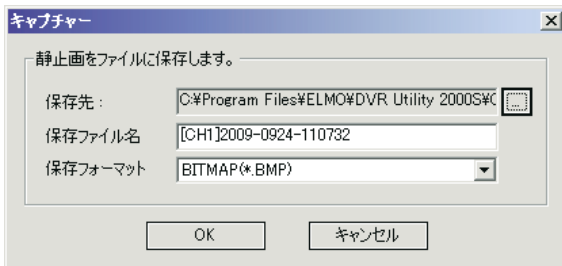 キャプチャー
静止画をファイルに保存します。
保存先 : C:¥Program Files¥ELMO¥DVR Utility 2000S¥C ...
保存ファイル名 [CH1]2009-0924-110732
保存フォーマット BITMAP(*.BMP)
OK キャンセル